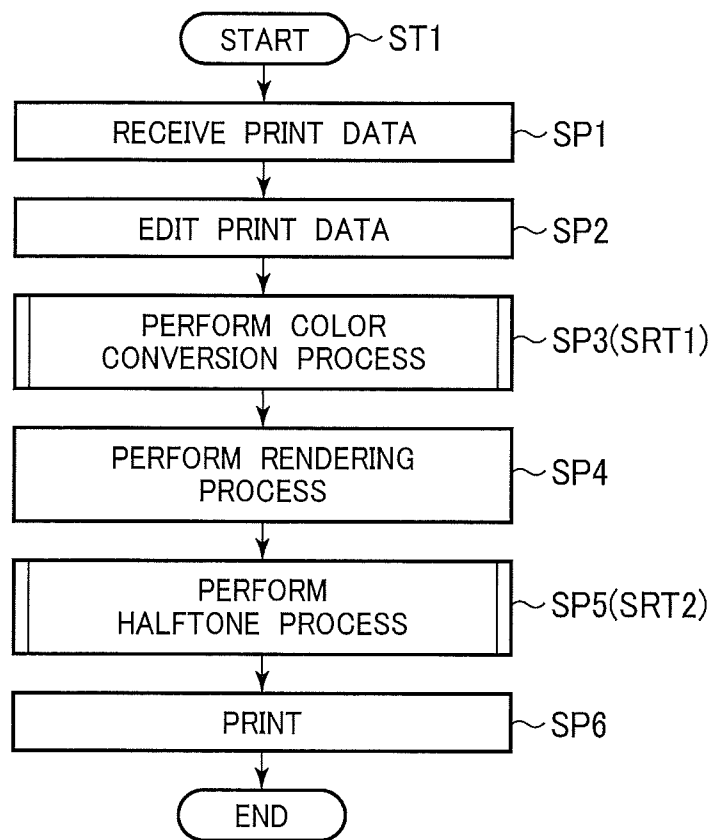 START ST1
RECEIVE PRINT DATA SP1
EDIT PRINT DATA SP2
PERFORM COLOR
CONVERSION PROCESS SP3(SRT1)
PERFORM RENDERING
PROCESS SP4
PERFORM
HALFTONE PROCESS SP5(SRT2)
PRINT SP6
END